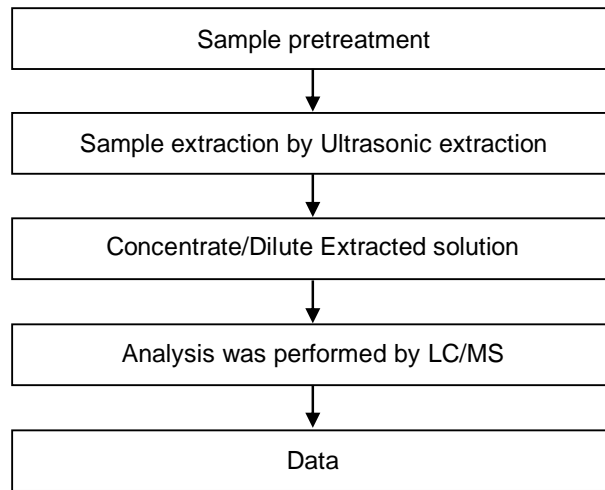 Sample pretreatment
Sample extraction by Ultrasonic extraction
Concentrate/Dilute Extracted solution
Analysis was performed by LC/MS
Data